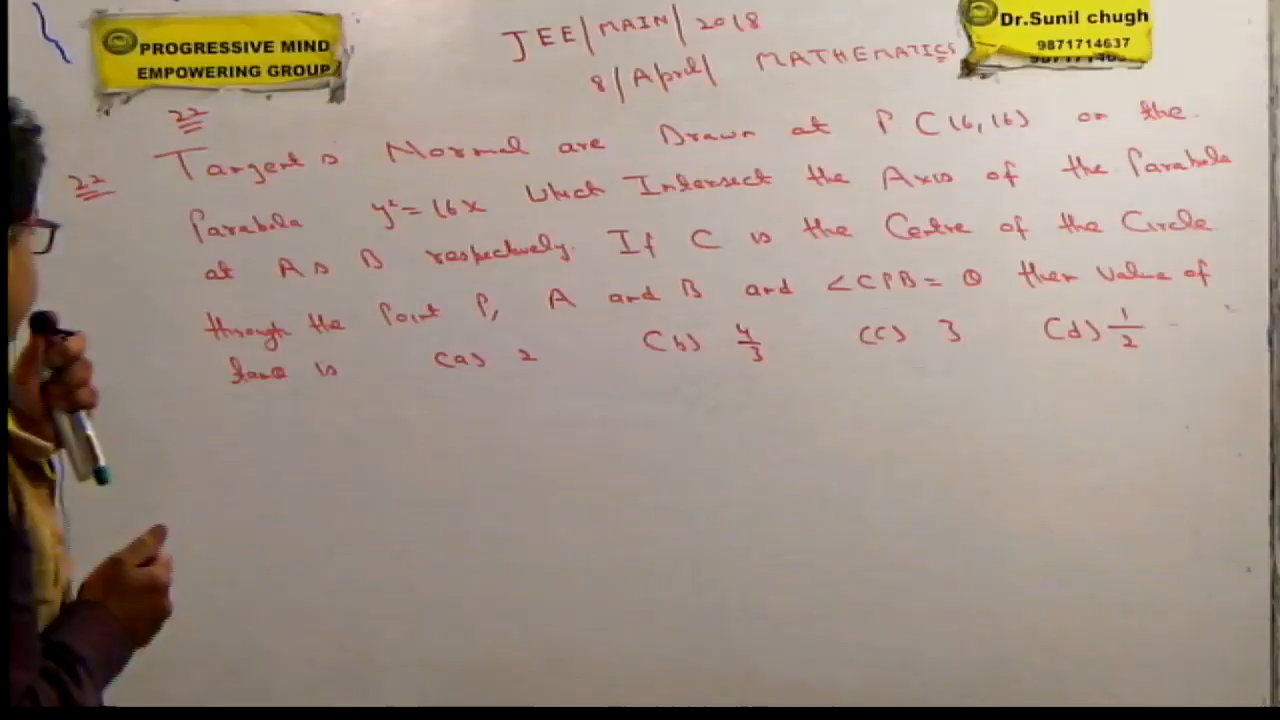 PROGRESSIVE MIND
EMPOWERING GROUP
JEE/MAIN/2018
8/April/ MATHEMATICS
Dr.Sunil chugh
9871714637
22
22
Tangent & Normal are Drawn at P (16,16) on the
Parabola y²=16x which Intersect the Axis of the Parabola
at A & B respectively. If C is the Centre of the Circle
through the Point P, A and B and ∠CPB= θ then value of
tanθ is (a) 2 (b) 4/3 (c) 3 (d) 1/2